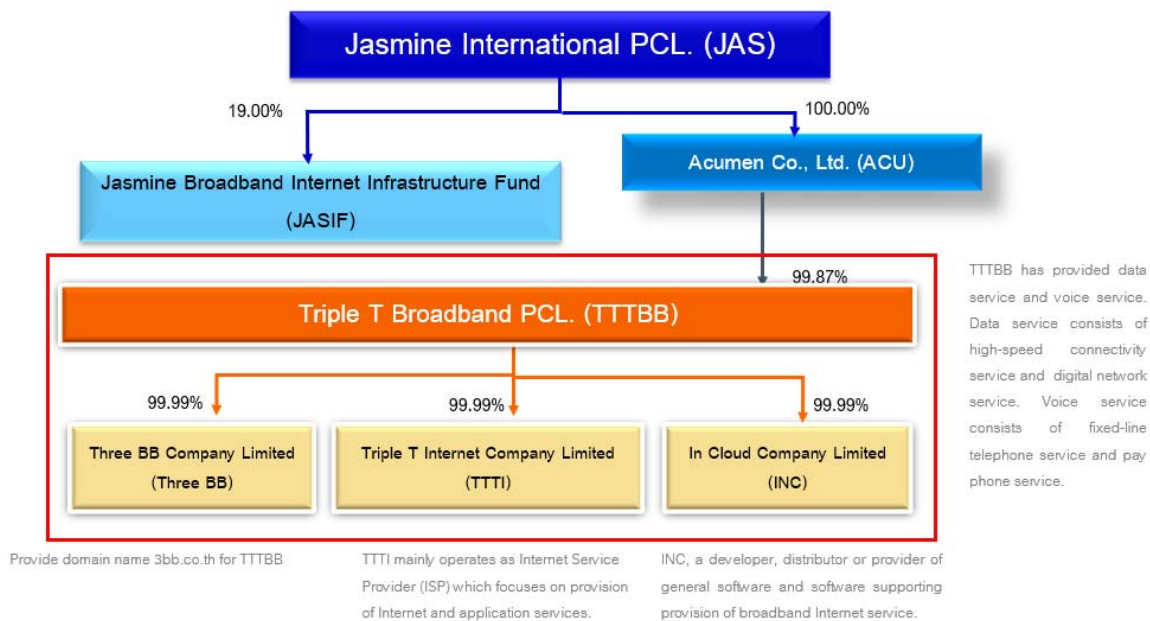 Jasmine International PCL. (JAS)
19.00%
100.00%
Jasmine Broadband Internet Infrastructure Fund
(JASIF)
Acumen Co., Ltd. (ACU)
99.87%
Triple T Broadband PCL. (TTTBB)
99.99%
99.99%
99.99%
Three BB Company Limited
(Three BB)
Triple T Internet Company Limited
(TTTI)
In Cloud Company Limited
(INC)
TTTBB has provided data
service and voice service.
Data service consists of
high-speed connectivity
service and digital network
service. Voice service
consists of fixed-line
telephone service and pay
phone service.
Provide domain name 3bb.co.th for TTTBB
TTTI mainly operates as Internet Service
Provider (ISP) which focuses on provision
of Internet and application services.
INC, a developer, distributor or provider of
general software and software supporting
provision of broadband Internet service.